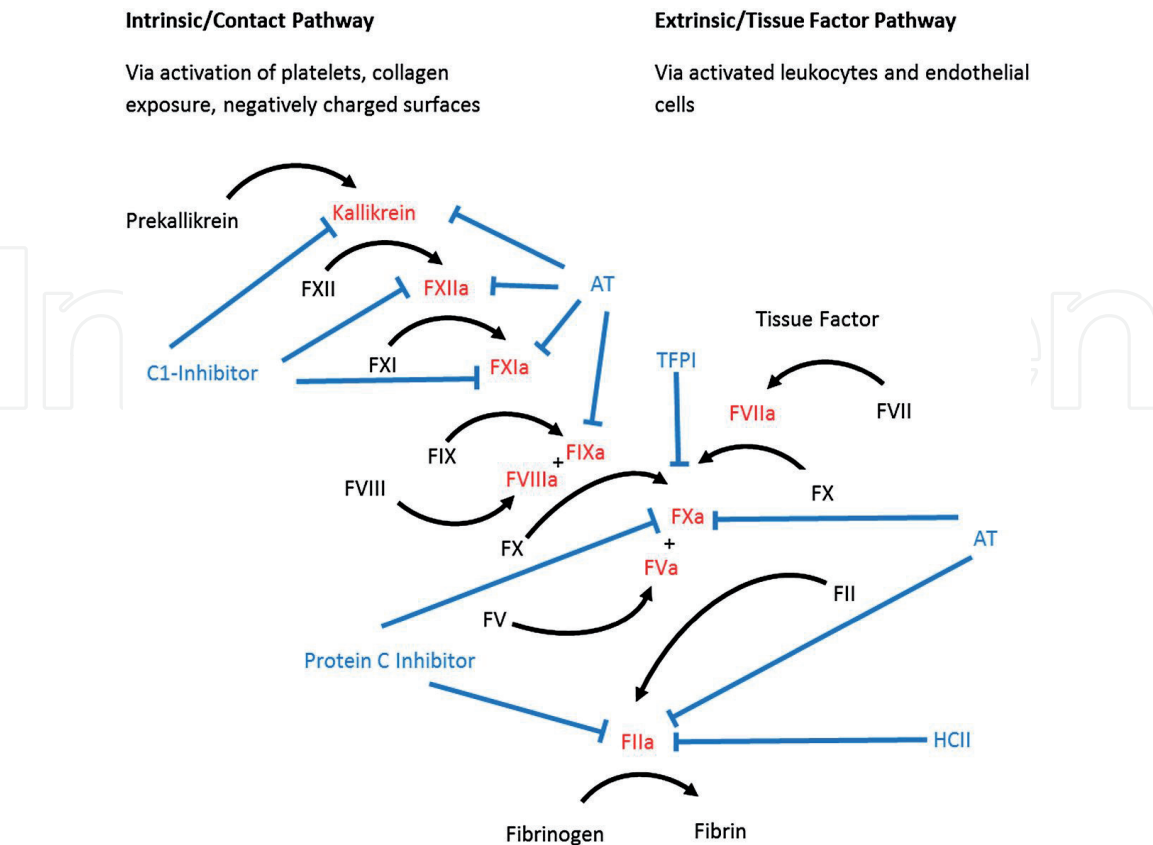 Intrinsic/Contact Pathway
Extrinsic/Tissue Factor Pathway
Via activation of platelets, collagen
exposure, negatively charged surfaces
Via activated leukocytes and endothelial
cells
Prekallikrein
Kallikrein
FXII
FXIIa
AT
C1-Inhibitor
FXI
FXIa
TFPI
Tissue Factor
FVIIa
FVII
FIX
FIXa
+
FVIIIa
FVIII
FX
FX
FXa
AT
+
FVa
FV
FII
Protein C Inhibitor
FIIa
HCII
Fibrinogen
Fibrin